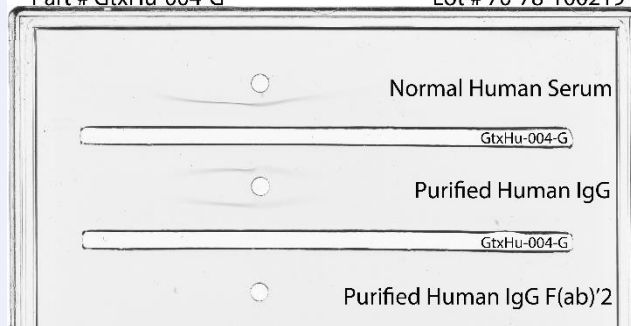 Part # GtxHu-004-G Lot # 70-78-100219
Normal Human Serum
GtxHu-004-G
Purified Human IgG
GtxHu-004-G
Purified Human IgG F(ab)’2